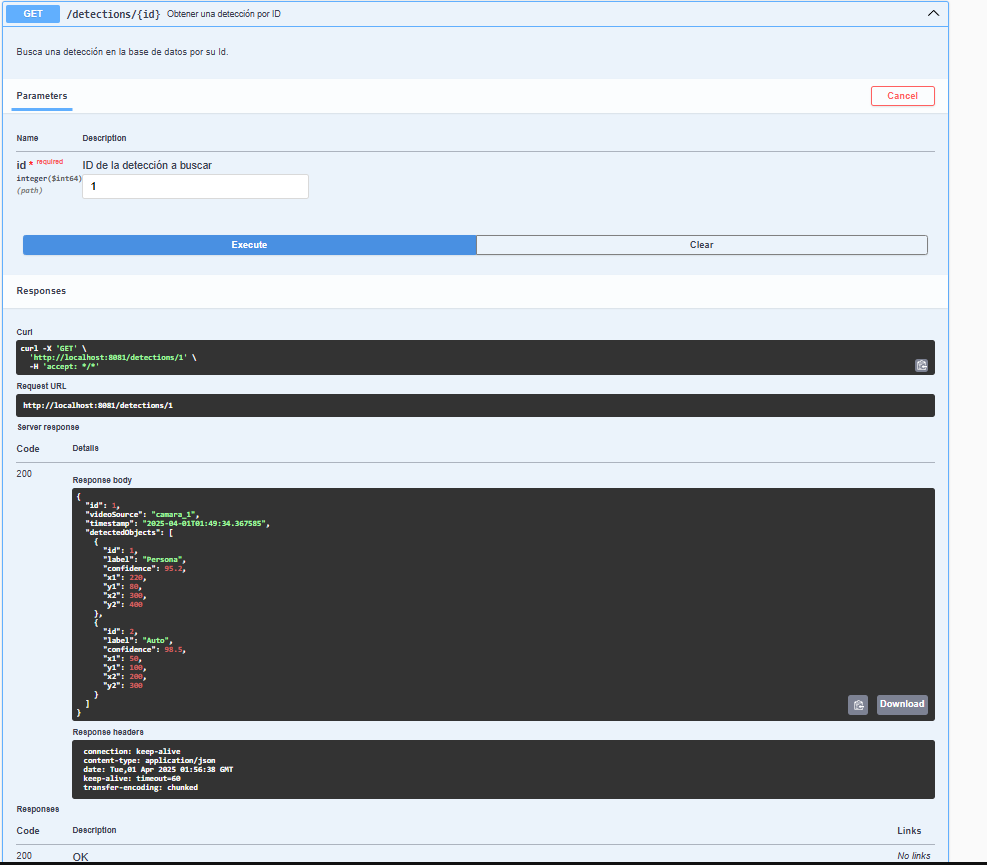 GET /detections/{id} Obtener una detección por ID
Busca una detección en la base de datos por su Id.
Parameters
Cancel
Name Description
id * required ID de la detección a buscar
integer($int64)
(path)
1
Execute Clear
Responses
Curl
curl -X 'GET' \
'http://localhost:8081/detections/1' \
-H 'accept: */*'
Request URL
http://localhost:8081/detections/1
Server response
Code Details
200
Response body
{
"id": 1,
"videoSource": "camara_1",
"timestamp": "2025-04-01T01:49:34.367585",
"detectedObjects": [
{
"id": 1,
"label": "Persona",
"confidence": 95.2,
"x1": 220,
"y1": 80,
"x2": 300,
"y2": 400
},
{
"id": 2,
"label": "Auto",
"confidence": 98.5,
"x1": 50,
"y1": 100,
"x2": 200,
"y2": 300
}
]
}
Download
Response headers
connection: keep-alive
content-type: application/json
date: Tue,01 Apr 2025 01:56:38 GMT
keep-alive: timeout=60
transfer-encoding: chunked
Responses
Code Description Links
200 OK No links